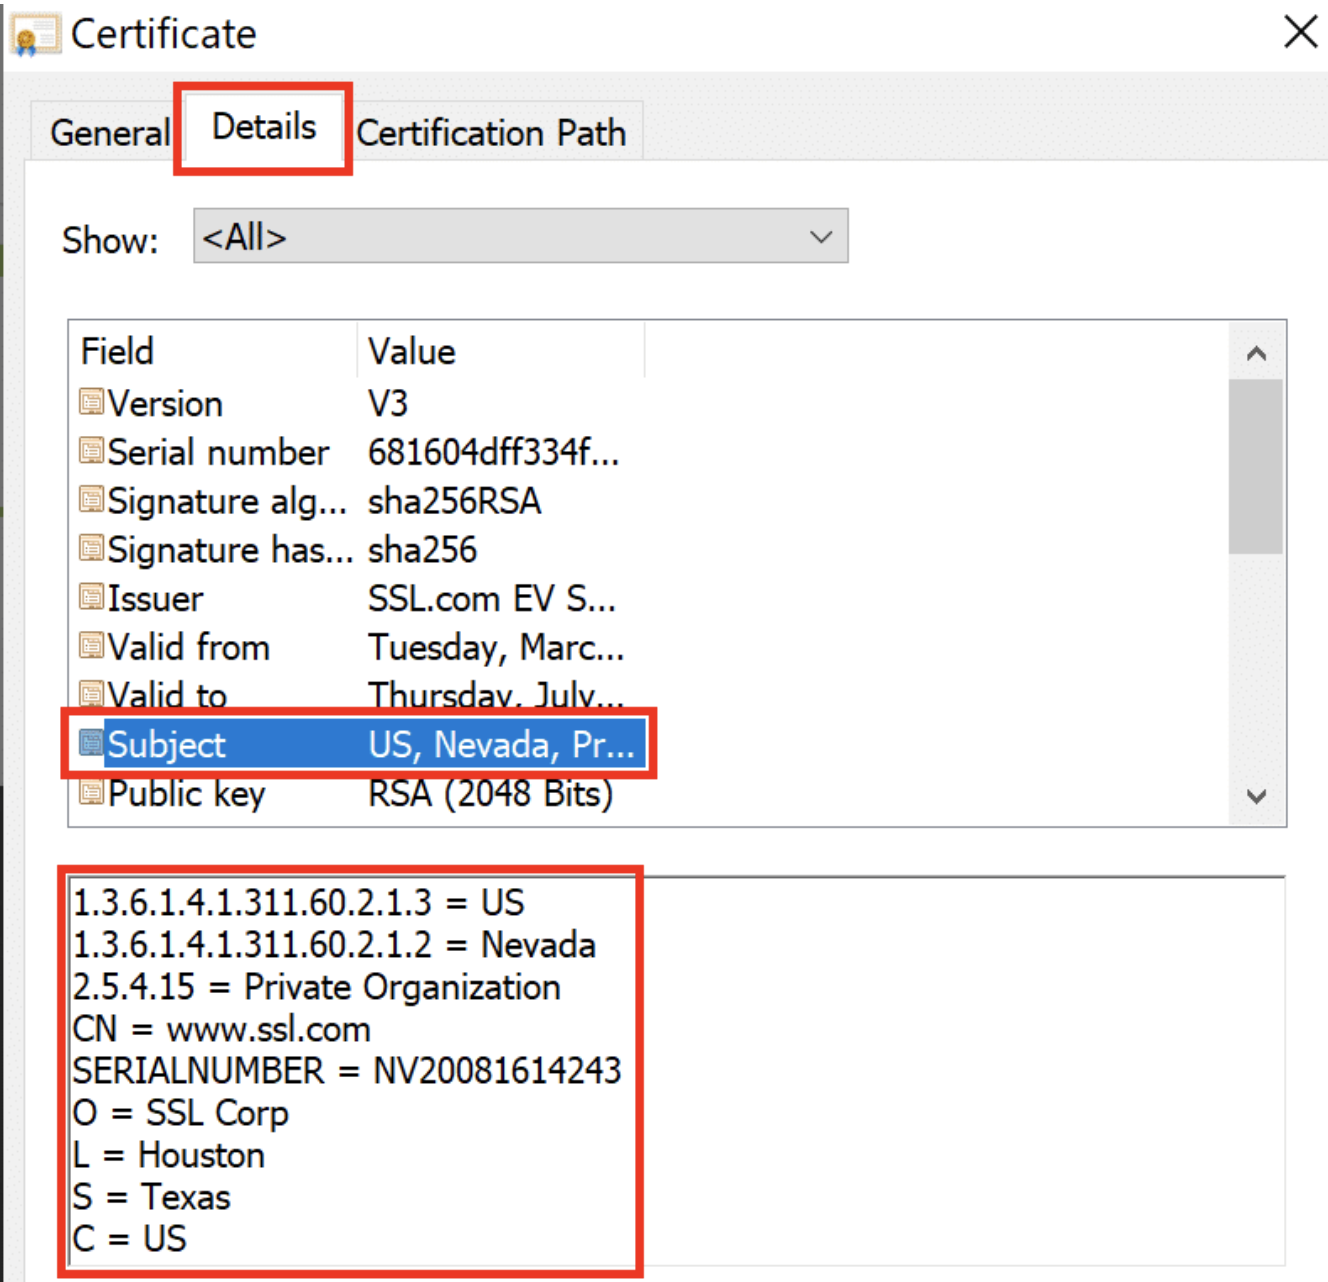 Certificate
General Details Certification Path
Show: <All>
Field Value
Version V3
Serial number 681604dff334f...
Signature alg... sha256RSA
Signature has... sha256
Issuer SSL.com EV S...
Valid from Tuesday, Marc...
Valid to Thursday, July...
Subject US, Nevada, Pr...
Public key RSA (2048 Bits)
1.3.6.1.4.1.311.60.2.1.3 = US
1.3.6.1.4.1.311.60.2.1.2 = Nevada
2.5.4.15 = Private Organization
CN = www.ssl.com
SERIALNUMBER = NV20081614243
O = SSL Corp
L = Houston
S = Texas
C = US